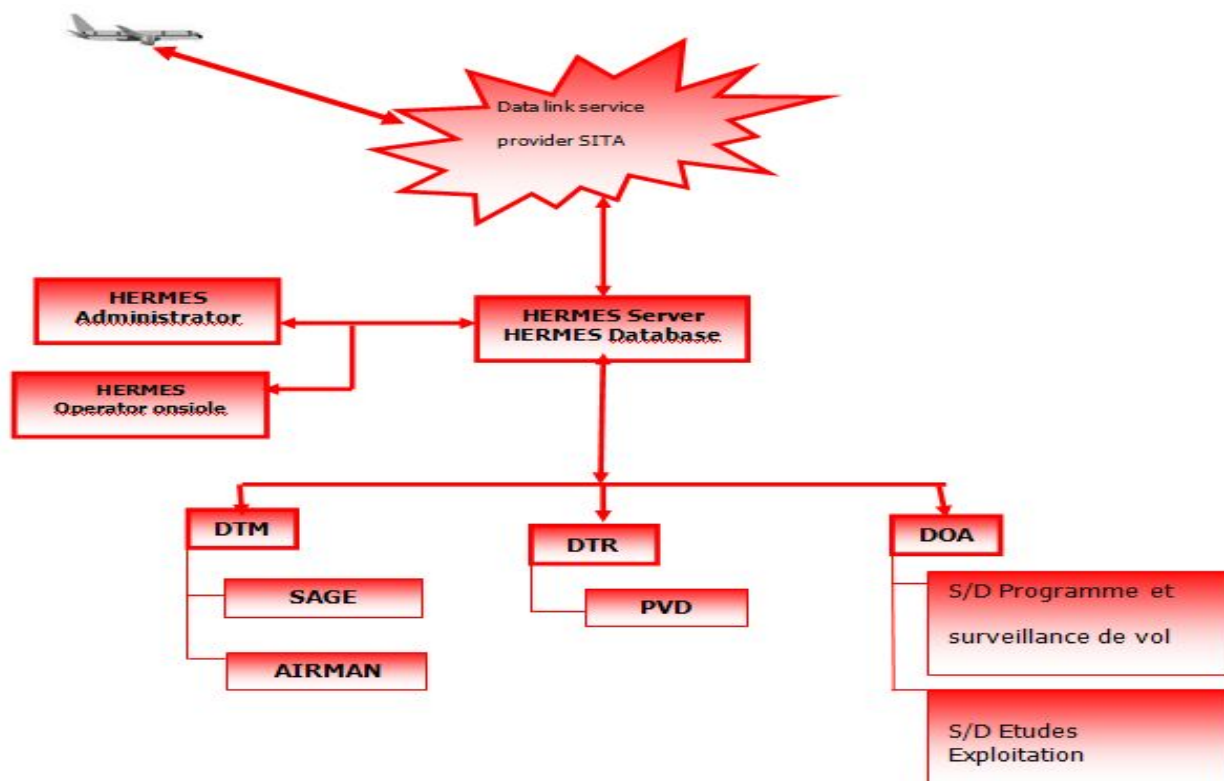 Data link service
provider SITA
HERMES
Administrator
HERMES Server
HERMES Database
HERMES
Operator onsiole
DTM
DTR
DOA
SAGE
PVD
S/D Programme et
surveillance de vol
AIRMAN
S/D Etudes
Exploitation